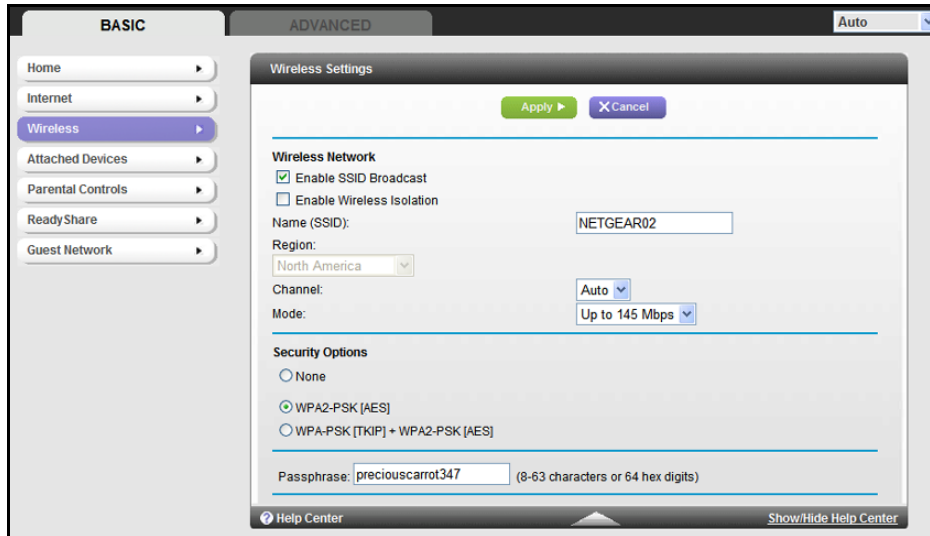 BASIC
ADVANCED
Auto
Home
Internet
Wireless
Attached Devices
Parental Controls
ReadyShare
Guest Network
Wireless Settings
Apply
X Cancel
Wireless Network
Enable SSID Broadcast
Enable Wireless Isolation
Name (SSID): NETGEAR02
Region:
North America
Channel: Auto
Mode: Up to 145 Mbps
Security Options
None
WPA2-PSK [AES]
WPA-PSK [TKIP] + WPA2-PSK [AES]
Passphrase: preciouscarrot347 (8-63 characters or 64 hex digits)
? Help Center Show/Hide Help Center